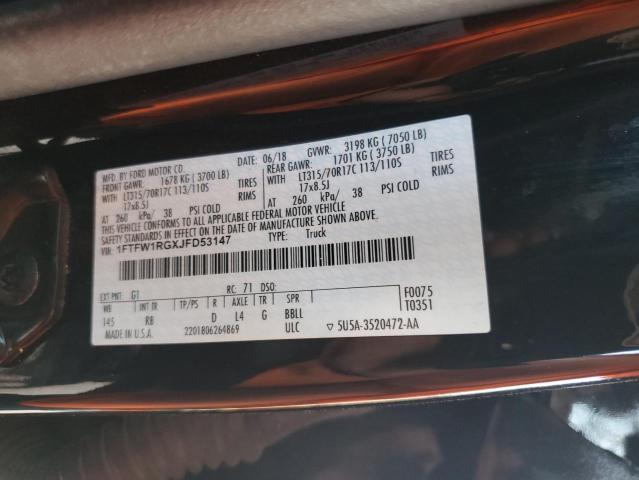 MFD. BY FORD MOTOR CO. DATE: 06/18 GVWR: 3198 KG ( 7050 LB)
FRONT GAWR: 1678 KG ( 3700 LB) REAR GAWR: 1701 KG ( 3750 LB)
WITH LT315/70R17C 113/110S TIRES WITH LT315/70R17C 113/110S TIRES
17x8.5J RIMS 17x8.5J RIMS
AT 260 kPa/ 38 PSI COLD AT 260 kPa/ 38 PSI COLD
THIS VEHICLE CONFORMS TO ALL APPLICABLE FEDERAL MOTOR VEHICLE
SAFETY STANDARDS IN EFFECT ON THE DATE OF MANUFACTURE SHOWN ABOVE.
VIN: 1FTFW1RGXJFD53147 TYPE: Truck
EXT PNT: G1 RC: 71 DSO: F0075
WB INT TR TP/PS R AXLE TR SPR T0351
145 RB D L4 G BBLL
MADE IN U.S.A. 2201806264869 ULC ▽ 5U5A-3520472-AA